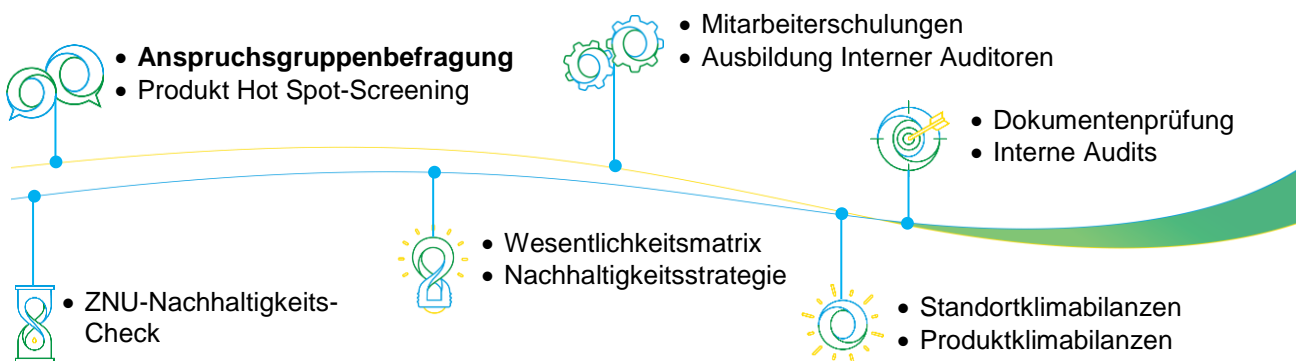 • Anspruchsgruppenbefragung
• Produkt Hot Spot-Screening
• Mitarbeiterschulungen
• Ausbildung Interner Auditoren
• Dokumentenprüfung
• Interne Audits
• ZNU-Nachhaltigkeits-
Check
• Wesentlichkeitsmatrix
• Nachhaltigkeitsstrategie
• Standortklimabilanzen
• Produktklimabilanzen